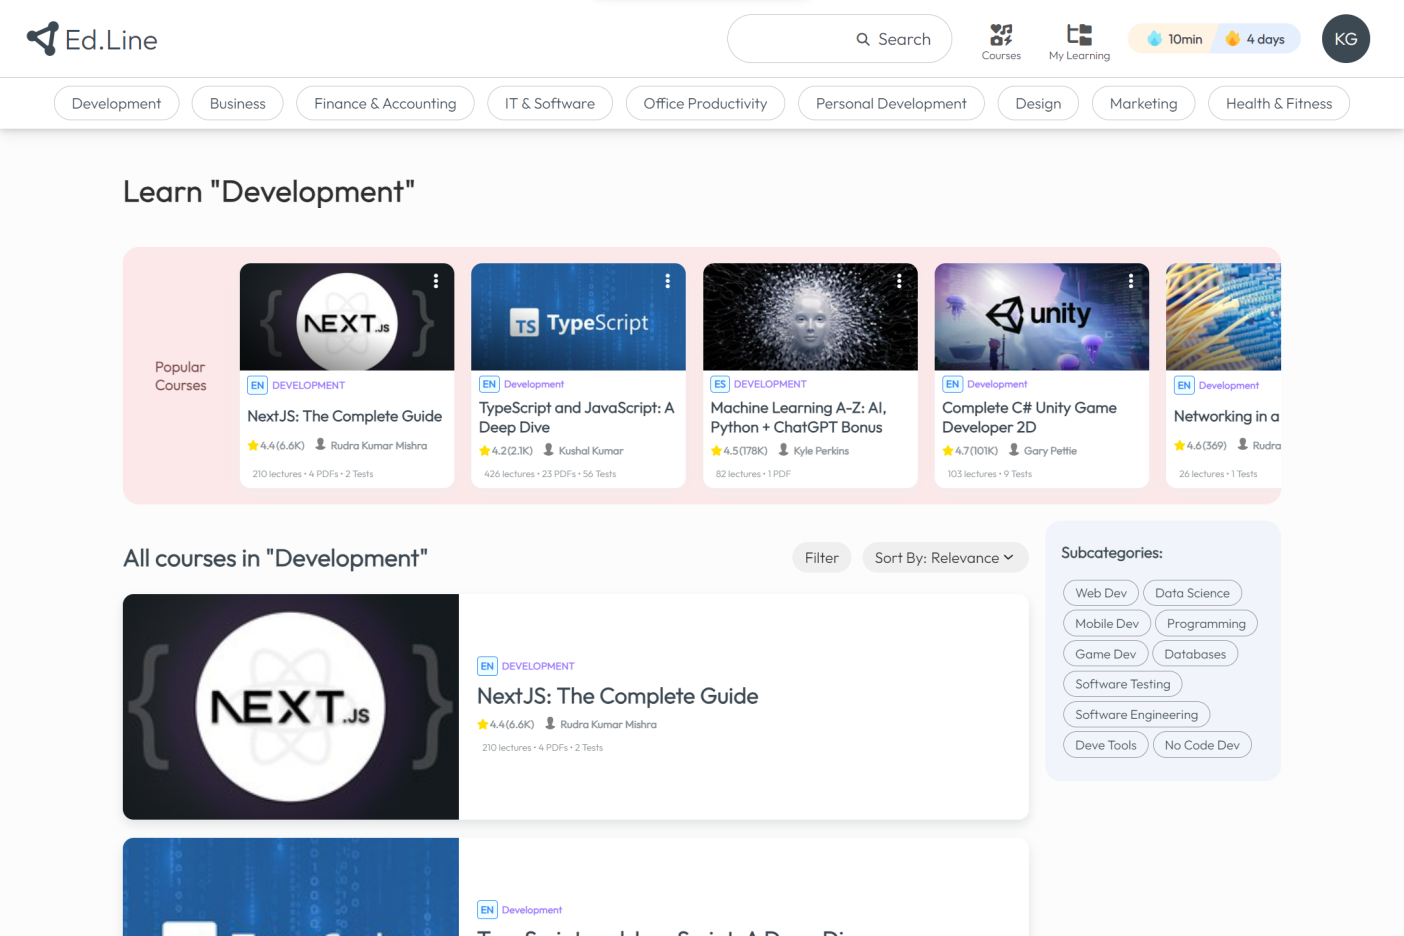 Ed.Line
Search
Courses
My Learning
10min
4 days
KG
Development
Business
Finance & Accounting
IT & Software
Office Productivity
Personal Development
Design
Marketing
Health & Fitness
Learn "Development"
Popular
Courses
NEXT.JS
EN DEVELOPMENT
NextJS: The Complete Guide
4.4(6.6K) Rudra Kumar Mishra
210 lectures • 4 PDFs • 2 Tests
TS TypeScript
EN Development
TypeScript and JavaScript: A
Deep Dive
4.2(2.1K) Kushal Kumar
426 lectures • 23 PDFs • 56 Tests
ES DEVELOPMENT
Machine Learning A-Z: AI,
Python + ChatGPT Bonus
4.5(178K) Kyle Perkins
82 lectures • 1 PDF
unity
EN Development
Complete C# Unity Game
Developer 2D
4.7(101K) Gary Pettie
103 lectures • 9 Tests
EN Development
Networking in a
4.6(369) Rudra
26 lectures • 1 Tests
All courses in "Development"
Filter
Sort By: Relevance
NEXT.JS
EN DEVELOPMENT
NextJS: The Complete Guide
4.4(6.6K) Rudra Kumar Mishra
210 lectures • 4 PDFs • 2 Tests
EN Development
Subcategories:
Web Dev
Data Science
Mobile Dev
Programming
Game Dev
Databases
Software Testing
Software Engineering
Deve Tools
No Code Dev